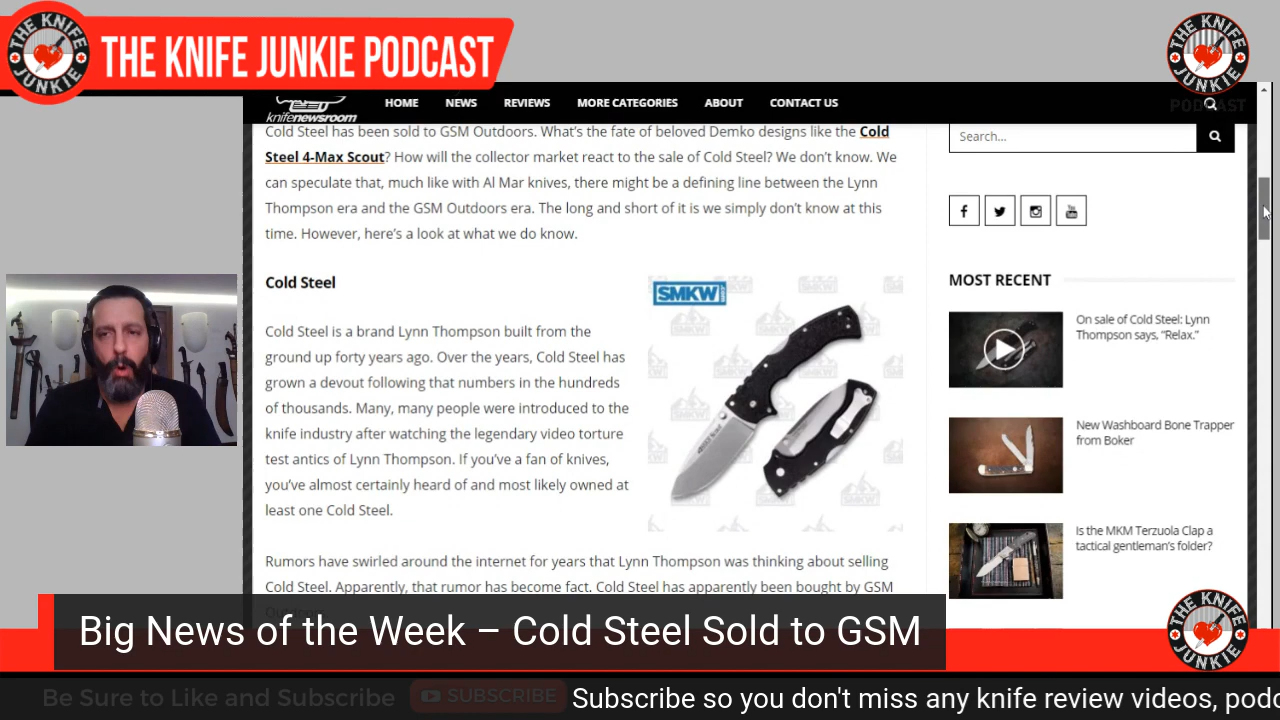 THE KNIFE JUNKIE
THE KNIFE JUNKIE PODCAST
THE KNIFE JUNKIE
PODCAST
knifenewsroom
HOME NEWS REVIEWS MORE CATEGORIES ABOUT CONTACT US
Cold Steel has been sold to GSM Outdoors. What's the fate of beloved Demko designs like the Cold
Steel 4-Max Scout? How will the collector market react to the sale of Cold Steel? We don't know. We
can speculate that, much like with Al Mar knives, there might be a defining line between the Lynn
Thompson era and the GSM Outdoors era. The long and short of it is we simply don't know at this
time. However, here's a look at what we do know.
Cold Steel
Cold Steel is a brand Lynn Thompson built from the
ground up forty years ago. Over the years, Cold Steel has
grown a devout following that numbers in the hundreds
of thousands. Many, many people were introduced to the
knife industry after watching the legendary video torture
test antics of Lynn Thompson. If you've a fan of knives,
you've almost certainly heard of and most likely owned at
least one Cold Steel.
SMKW.com
Rumors have swirled around the internet for years that Lynn Thompson was thinking about selling
Cold Steel. Apparently, that rumor has become fact. Cold Steel has apparently been bought by GSM
Search...
MOST RECENT
On sale of Cold Steel: Lynn
Thompson says, "Relax."
New Washboard Bone Trapper
from Boker
Is the MKM Terzuola Clap a
tactical gentleman's folder?
Big News of the Week – Cold Steel Sold to GSM
THE KNIFE JUNKIE
Be Sure to Like and Subscribe SUBSCRIBE Subscribe so you don't miss any knife review videos, podc